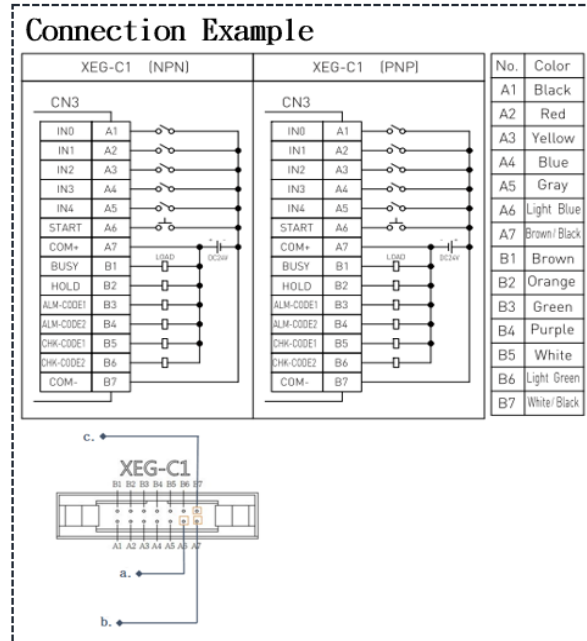 Connection Example
XEG-C1 (NPN)
XEG-C1 (PNP)
No. Color
CN3
IN0 A1
IN1 A2
IN2 A3
IN3 A4
IN4 A5
START A6
COM+ A7
BUSY B1
HOLD B2
ALM-CODE1 B3
ALM-CODE2 B4
CHK-CODE1 B5
CHK-CODE2 B6
COM- B7
LOAD
DC24V
CN3
IN0 A1
IN1 A2
IN2 A3
IN3 A4
IN4 A5
START A6
COM+ A7
BUSY B1
HOLD B2
ALM-CODE1 B3
ALM-CODE2 B4
CHK-CODE1 B5
CHK-CODE2 B6
COM- B7
LOAD
DC24V
A1 Black
A2 Red
A3 Yellow
A4 Blue
A5 Gray
A6 Light Blue
A7 Brown/Black
B1 Brown
B2 Orange
B3 Green
B4 Purple
B5 White
B6 Light Green
B7 White/Black
c.
XEG-C1
B1 B2 B3 B4 B5 B6 B7
A1 A2 A3 A4 A5 A6 A7
a.
b.